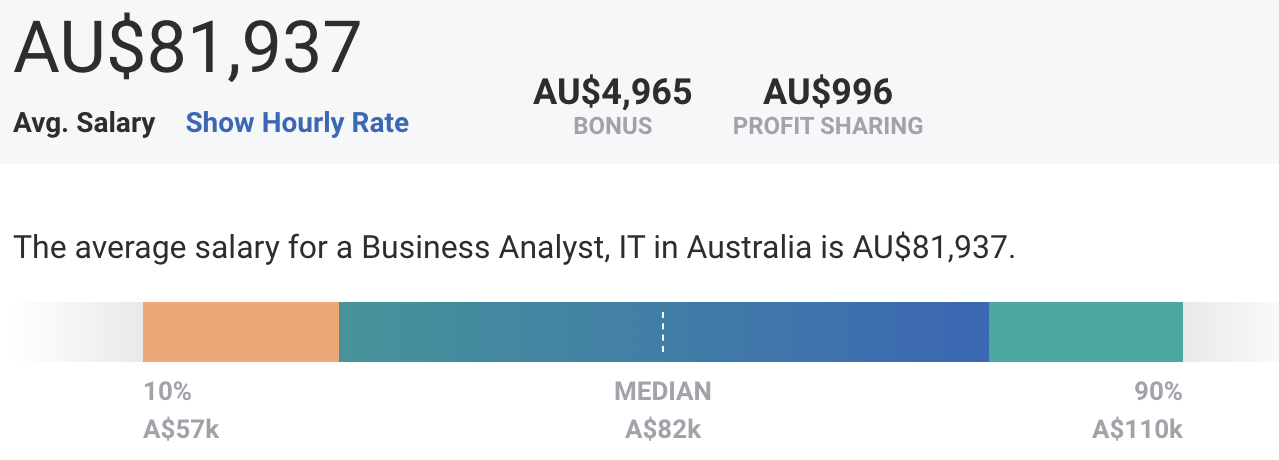 AU$81,937
Avg. Salary Show Hourly Rate
AU$4,965 AU$996
BONUS PROFIT SHARING
The average salary for a Business Analyst, IT in Australia is AU$81,937.
10% MEDIAN 90%
A$57k A$82k A$110k